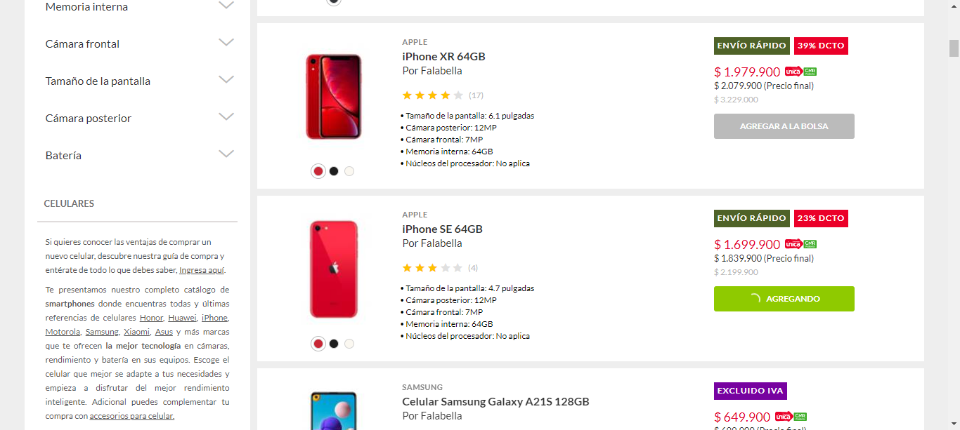 Memoria interna
Cámara frontal
Tamaño de la pantalla
Cámara posterior
Batería
CELULARES
Si quieres conocer las ventajas de comprar un
nuevo celular, descubre nuestra guía de compra y
entérate de todo lo que debes saber, Ingresa aquí.
Te presentamos nuestro completo catálogo de
smartphones donde encuentras todas y últimas
referencias de celulares Honor, Huawei, iPhone,
Motorola, Samsung, Xiaomi, Asus y más marcas
que te ofrecen la mejor tecnología en cámaras,
rendimiento y batería en sus equipos. Escoge el
celular que mejor se adapte a tus necesidades y
empieza a disfrutar del mejor rendimiento
inteligente. Adicional puedes complementar tu
compra con accesorios para celular.
APPLE
iPhone XR 64GB
Por Falabella
(17)
• Tamaño de la pantalla: 6.1 pulgadas
• Cámara posterior: 12MP
• Cámara frontal: 7MP
• Memoria interna: 64GB
• Núcleos del procesador: No aplica
ENVÍO RÁPIDO 39% DCTO
$ 1.979.900 única CMR
$ 2.079.900 (Precio final)
$ 3.229.000
AGREGAR A LA BOLSA
APPLE
iPhone SE 64GB
Por Falabella
(4)
• Tamaño de la pantalla: 4.7 pulgadas
• Cámara posterior: 12MP
• Cámara frontal: 7MP
• Memoria interna: 64GB
• Núcleos del procesador: No aplica
ENVÍO RÁPIDO 23% DCTO
$ 1.699.900 única CMR
$ 1.839.900 (Precio final)
$ 2.199.900
AGREGANDO
SAMSUNG
Celular Samsung Galaxy A21S 128GB
Por Falabella
EXCLUIDO IVA
$ 649.900 única CMR
(Precio final)